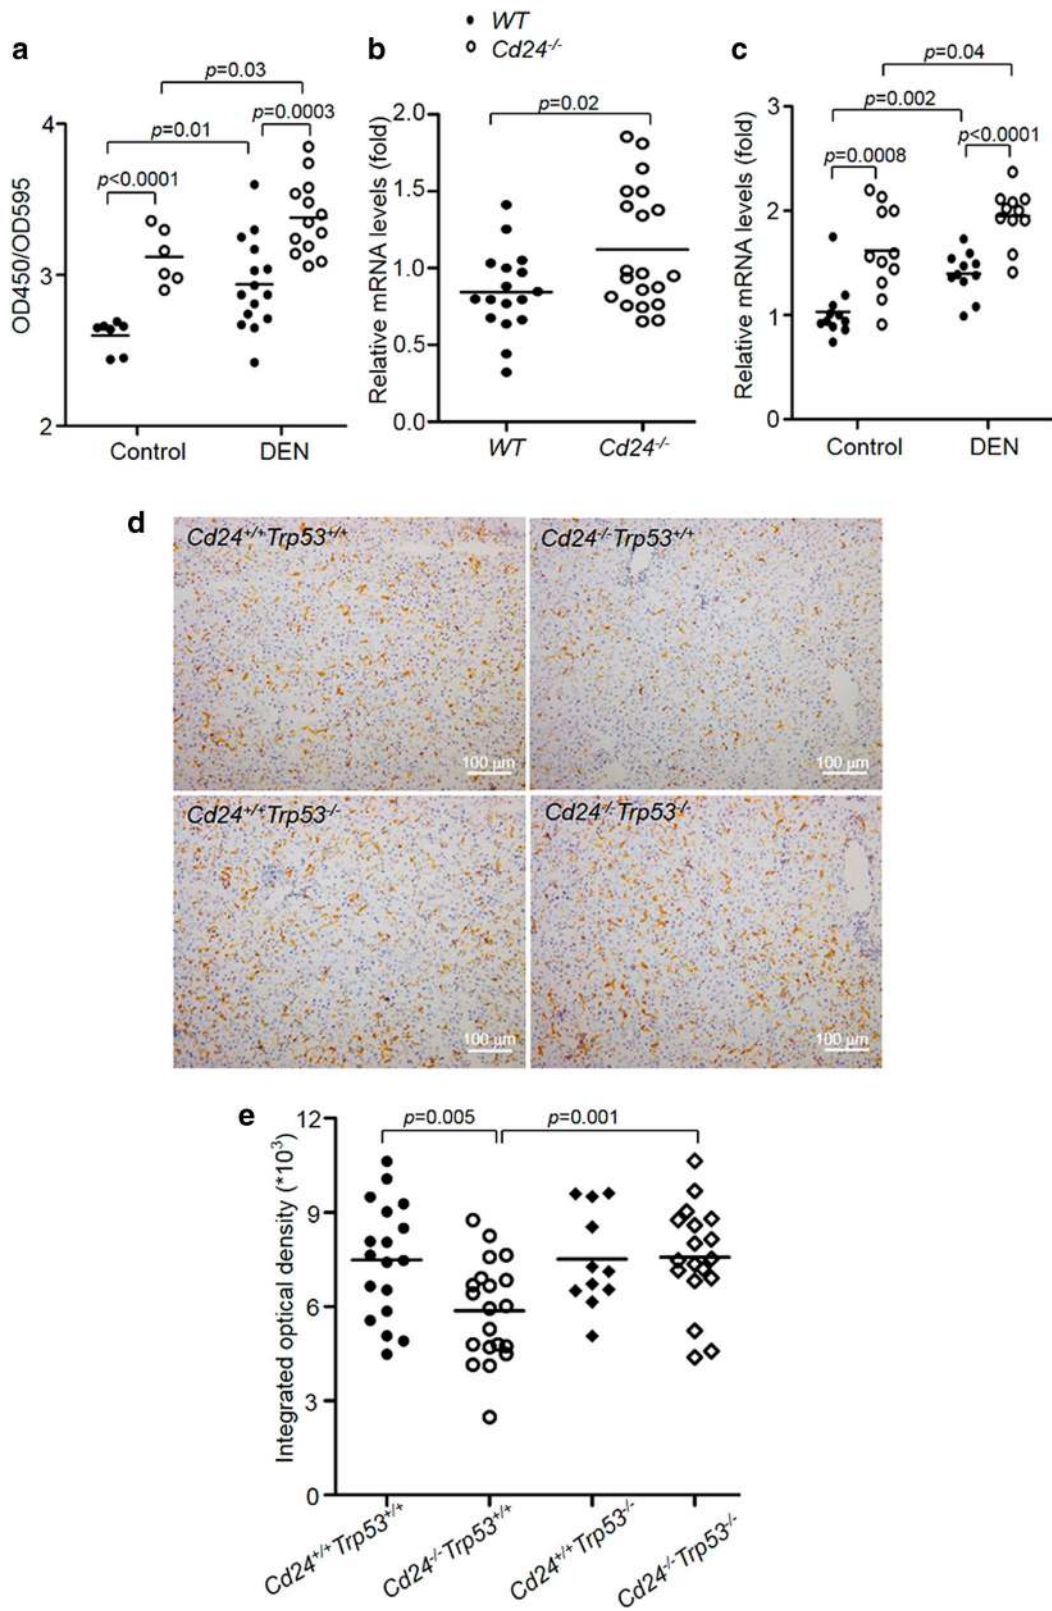 WT
Cd24-/-
a
OD450/OD595
4
3
2
p=0.03
p=0.01
p=0.0003
p<0.0001
Control
DEN
b
Relative mRNA levels (fold)
2.0
1.5
1.0
0.5
0.0
p=0.02
WT
Cd24-/-
c
Relative mRNA levels (fold)
3
2
1
0
p=0.04
p=0.002
p<0.0001
p=0.0008
Control
DEN
d
Cd24+/+Trp53+/+
100 μm
Cd24-/-Trp53+/+
100 μm
Cd24+/+Trp53-/-
100 μm
Cd24-/-Trp53-/-
100 μm
e
Integrated optical density (*10³)
12
9
6
3
0
p=0.005
p=0.001
Cd24+/+Trp53+/+
Cd24-/-Trp53+/+
Cd24+/+Trp53-/-
Cd24-/-Trp53-/-